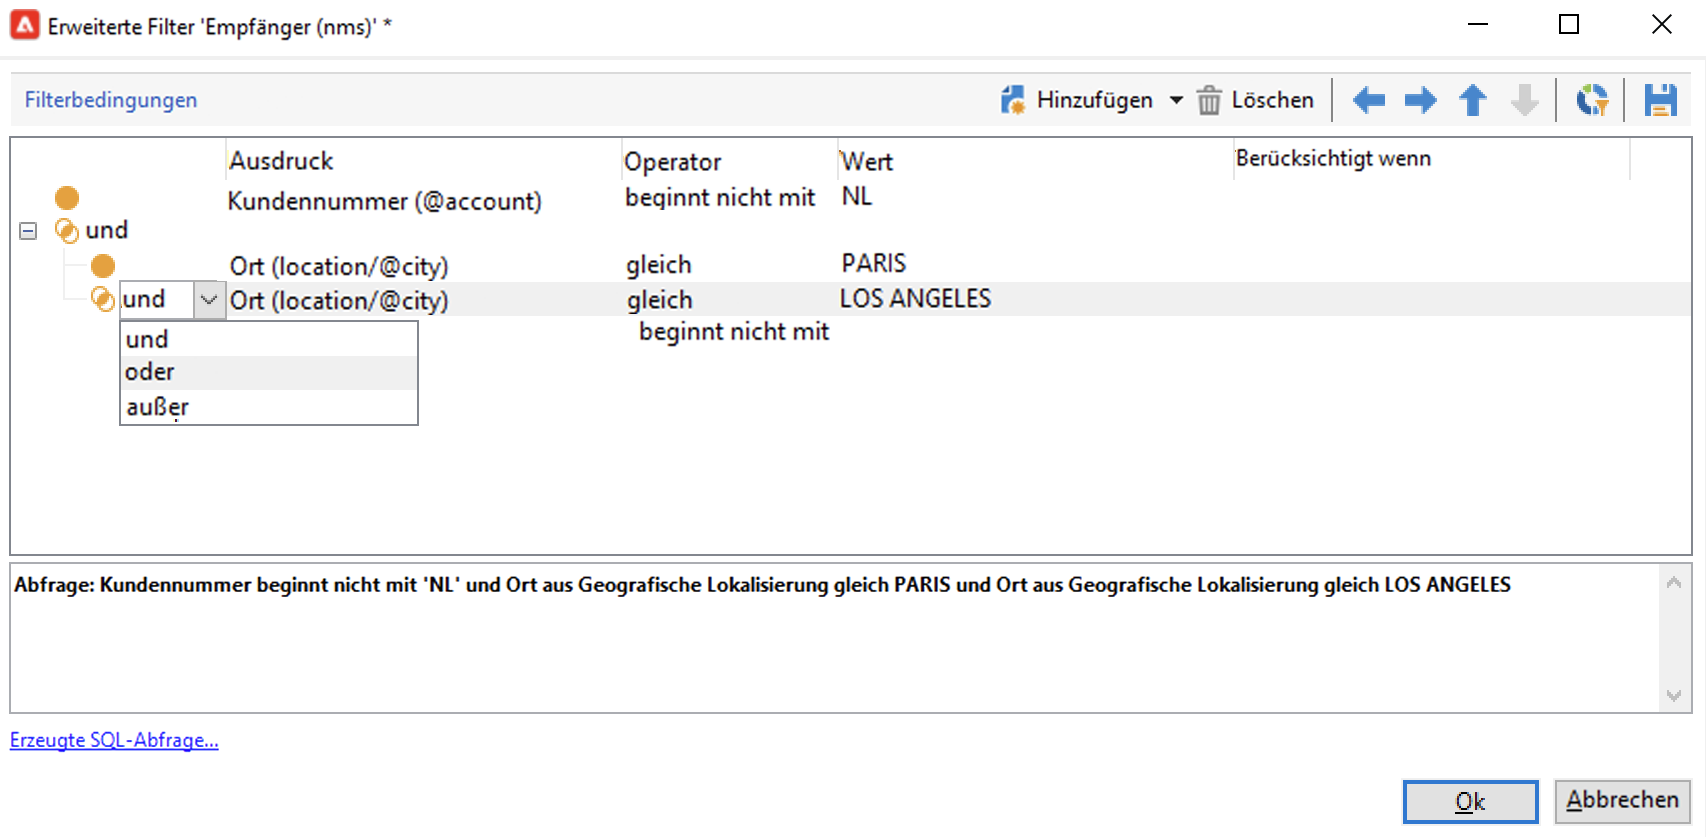 Erweiterte Filter 'Empfänger (nms)' *
Filterbedingungen
Hinzufügen
Löschen
Ausdruck Operator Wert Berücksichtigt wenn
Kundennummer (@account) beginnt nicht mit NL
und
Ort (location/@city) gleich PARIS
und Ort (location/@city) gleich LOS ANGELES
beginnt nicht mit
und
oder
außer
Abfrage: Kundennummer beginnt nicht mit 'NL' und Ort aus Geografische Lokalisierung gleich PARIS und Ort aus Geografische Lokalisierung gleich LOS ANGELES
Erzeugte SQL-Abfrage...
Ok
Abbrechen